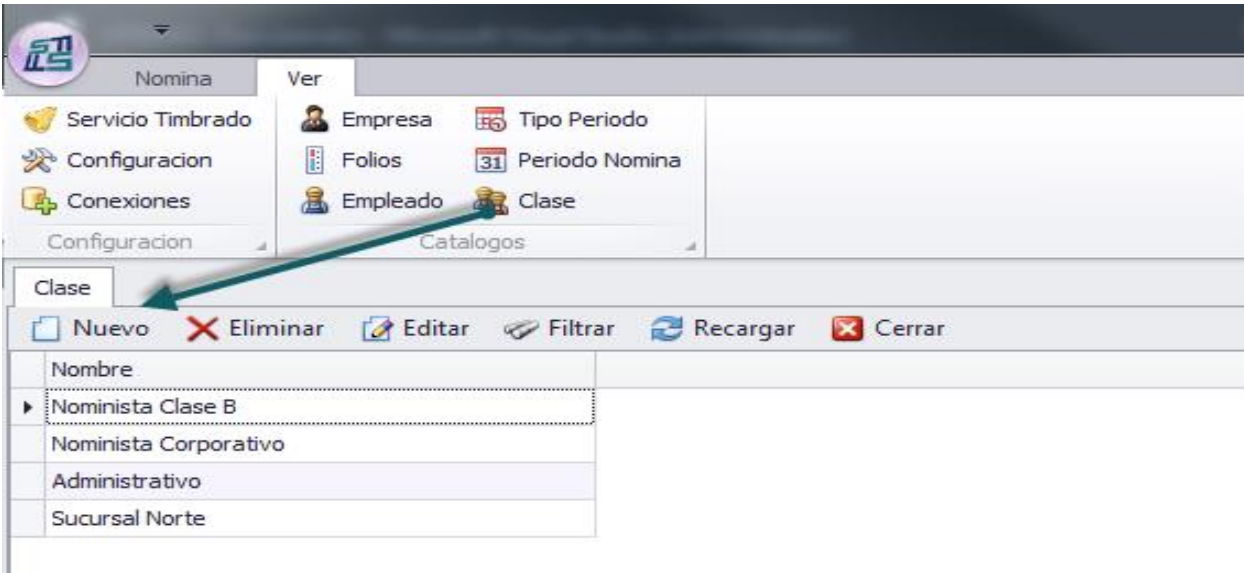 Nomina Ver
Servicio Timbrado Empresa Tipo Periodo
Configuracion Folios 31 Periodo Nomina
Conexiones Empleado Clase
Configuracion Catalogos
Clase
Nuevo Eliminar Editar Filtrar Recargar Cerrar
Nombre
Nominista Clase B
Nominista Corporativo
Administrativo
Sucursal Norte